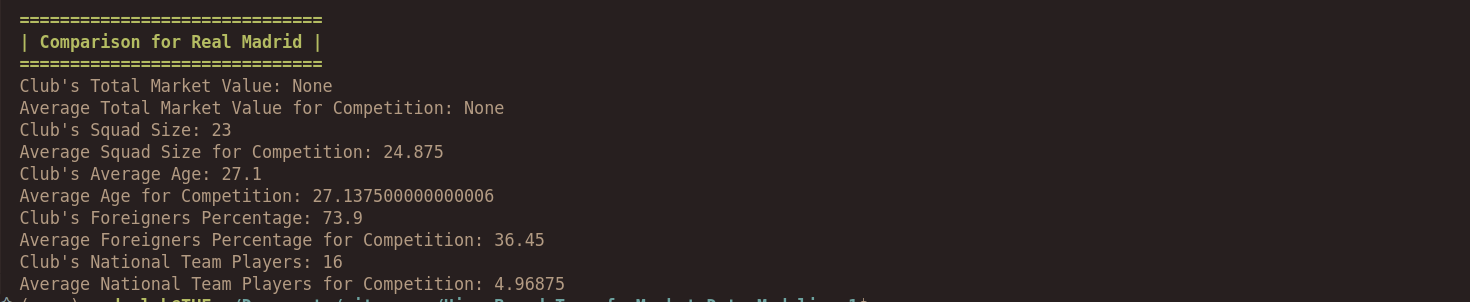 ==============================
| Comparison for Real Madrid |
==============================
Club's Total Market Value: None
Average Total Market Value for Competition: None
Club's Squad Size: 23
Average Squad Size for Competition: 24.875
Club's Average Age: 27.1
Average Age for Competition: 27.137500000000006
Club's Foreigners Percentage: 73.9
Average Foreigners Percentage for Competition: 36.45
Club's National Team Players: 16
Average National Team Players for Competition: 4.96875